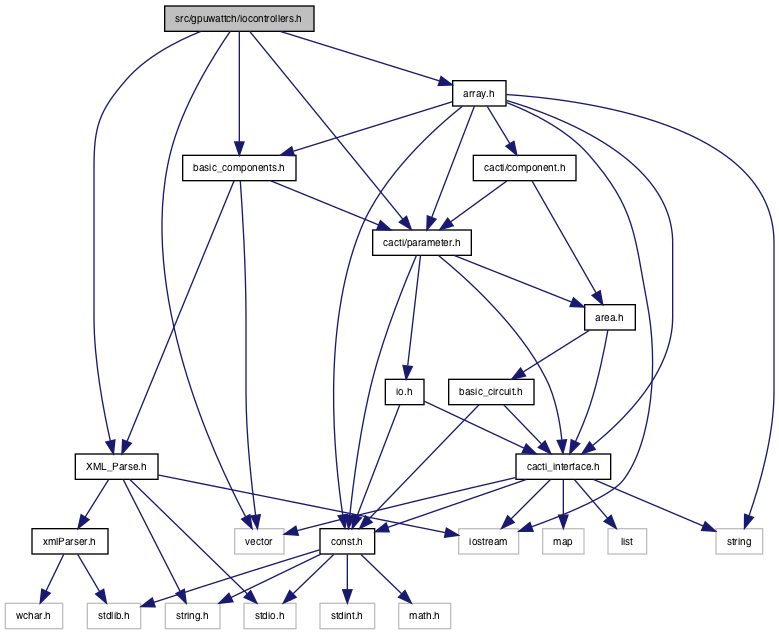 src/gpuwattch/iocontrollers.h
array.h
basic_components.h
cacti/component.h
cacti/parameter.h
area.h
io.h
basic_circuit.h
XML_Parse.h
cacti_interface.h
xmlParser.h
vector
const.h
iostream
map
list
string
wchar.h
stdlib.h
string.h
stdio.h
stdint.h
math.h